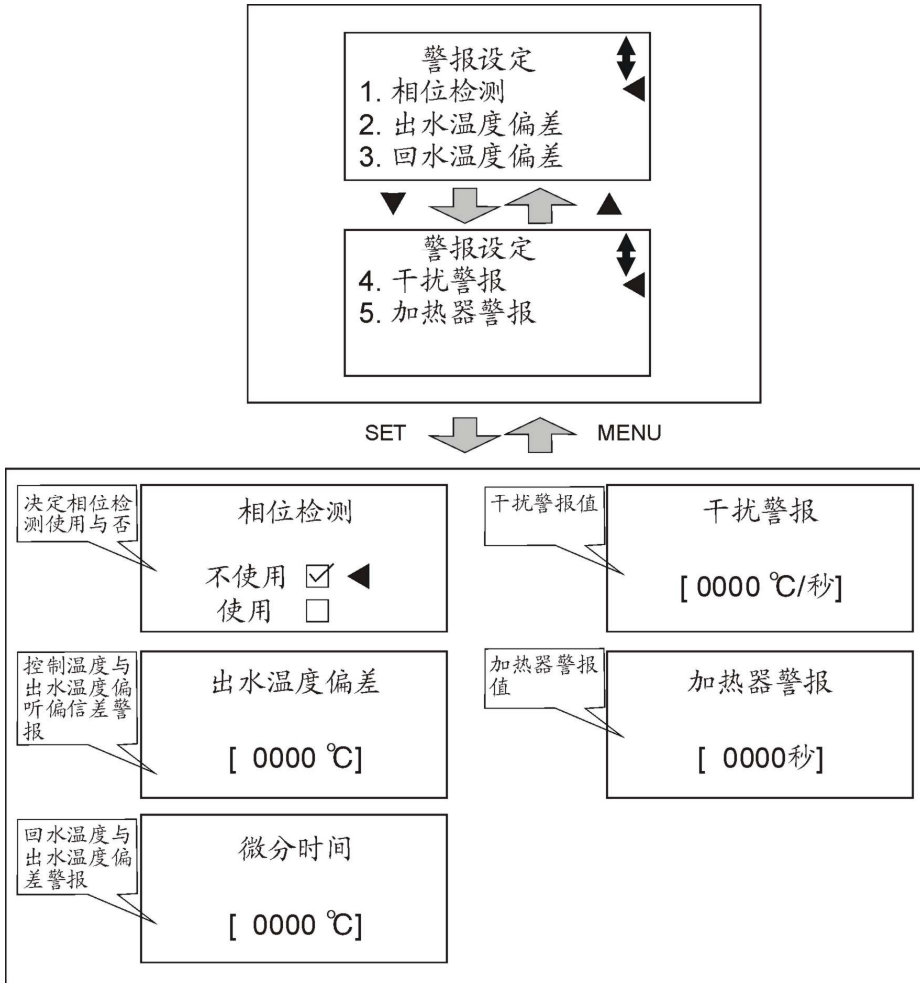 警报设定
1. 相位检测
2. 出水温度偏差
3. 回水温度偏差
▼ ▲
警报设定
4. 干扰警报
5. 加热器警报
SET MENU
决定相位检
测使用与否
相位检测
不使用 ☑ ◀
使用 ☐
干扰警报值
干扰警报
[ 0000 ℃/秒]
控制温度与
出水温度偏
听偏信差警
报
出水温度偏差
[ 0000 ℃]
加热器警报
值
加热器警报
[ 0000秒]
回水温度与
出水温度偏
差警报
微分时间
[ 0000 ℃]